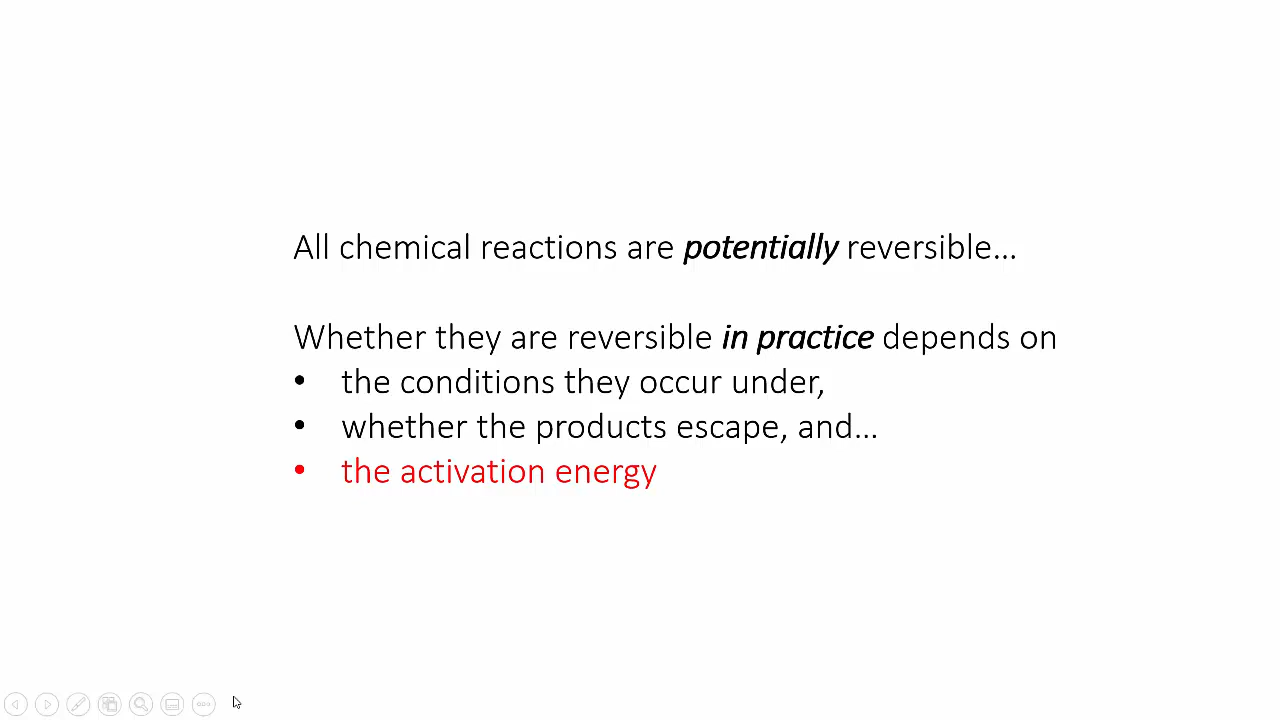 All chemical reactions are potentially reversible...
Whether they are reversible in practice depends on
• the conditions they occur under,
• whether the products escape, and...
• the activation energy